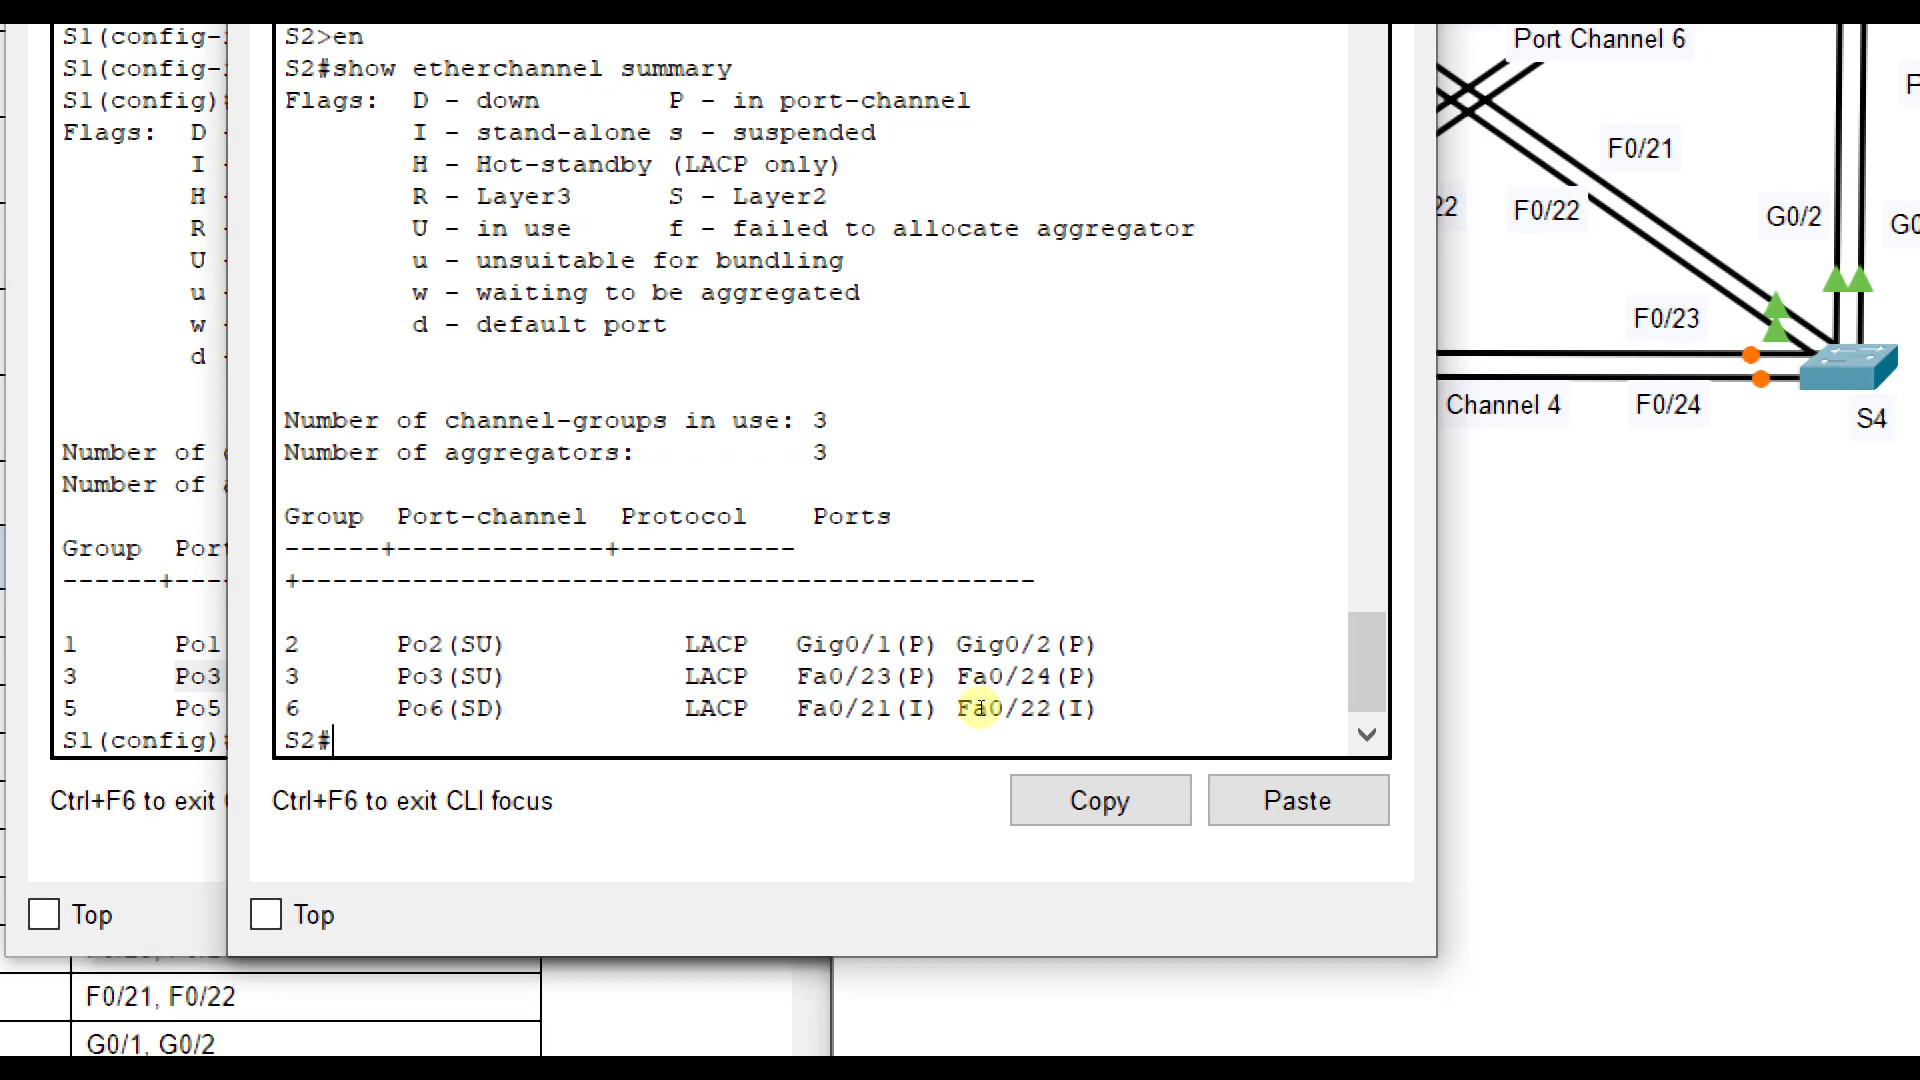 S1(config-
S1(config-
S1(config)
Flags: D -
I -
H -
R -
U -
u -
w -
d -
Number of
Number of
Group Port
------+----
1 Po1
3 Po3
5 Po5
S1(config)
Ctrl+F6 to exit
Top
S2>en
S2#show etherchannel summary
Flags: D - down P - in port-channel
I - stand-alone s - suspended
H - Hot-standby (LACP only)
R - Layer3 S - Layer2
U - in use f - failed to allocate aggregator
u - unsuitable for bundling
w - waiting to be aggregated
d - default port
Number of channel-groups in use: 3
Number of aggregators: 3
Group Port-channel Protocol Ports
------+-------------+-----------
+----------------------------------------------
2 Po2(SU) LACP Gig0/1(P) Gig0/2(P)
3 Po3(SU) LACP Fa0/23(P) Fa0/24(P)
6 Po6(SD) LACP Fa0/21(I) Fa0/22(I)
S2#
Ctrl+F6 to exit CLI focus
Copy
Paste
Top
Port Channel 6
F0/21
22
F0/22
G0/2
F0/23
Channel 4
F0/24
S4
F0/21, F0/22
G0/1, G0/2